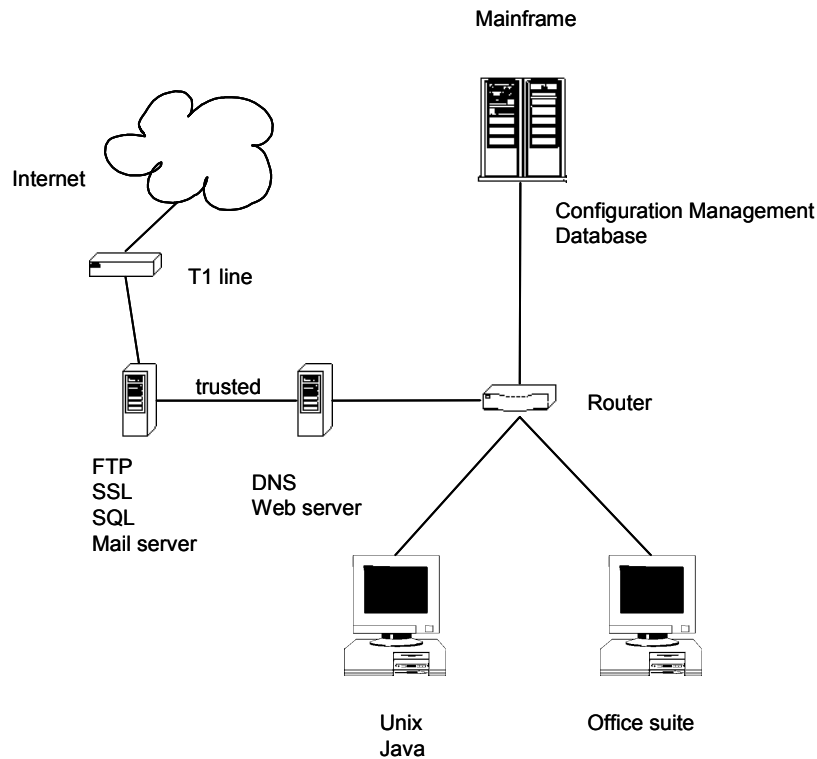 Mainframe
Internet
Configuration Management
Database
T1 line
trusted
Router
FTP
SSL
SQL
Mail server
DNS
Web server
Unix
Java
Office suite